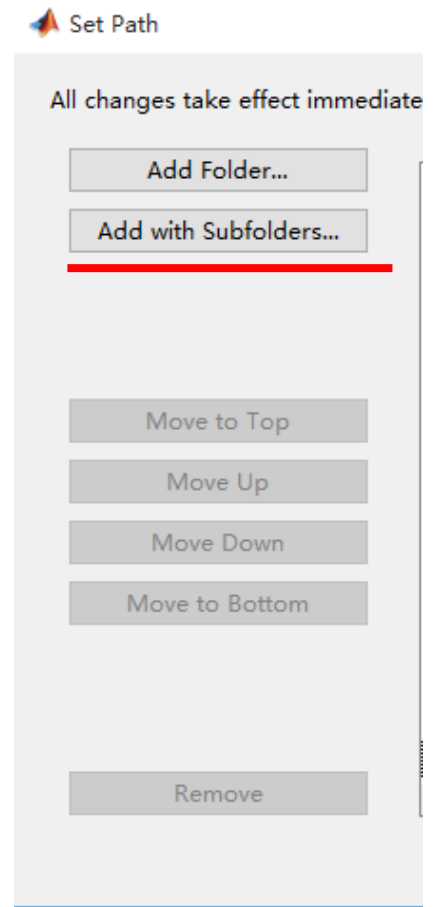 Set Path
All changes take effect immediate
Add Folder...
Add with Subfolders...
Move to Top
Move Up
Move Down
Move to Bottom
Remove